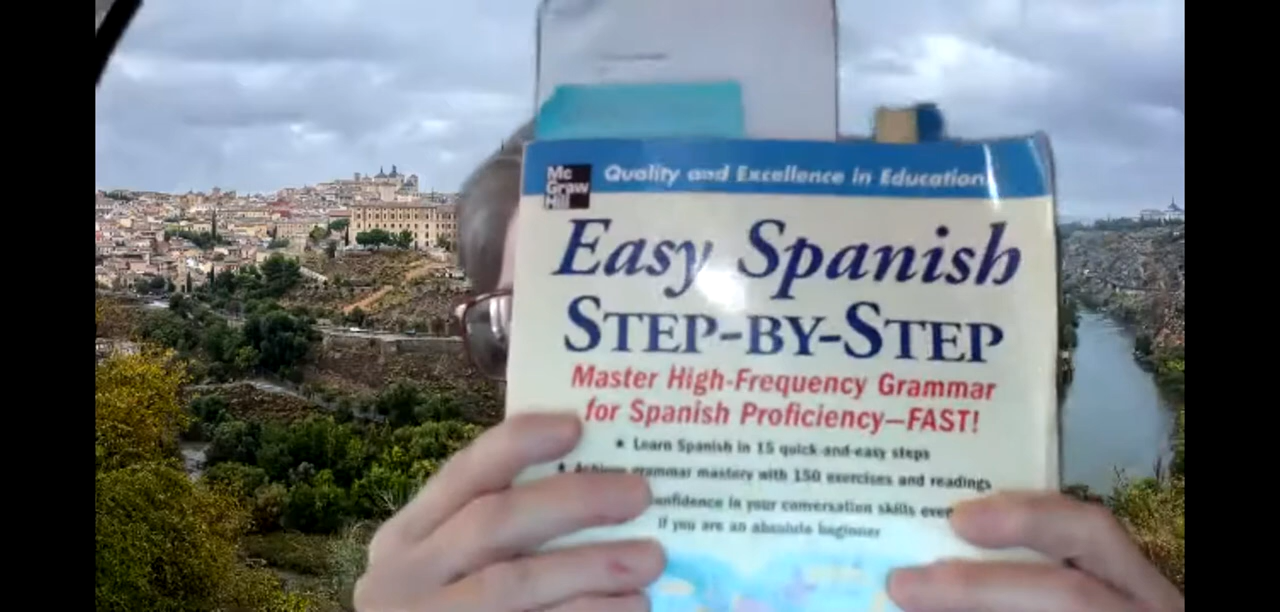 Mc
Graw
Hill
Quality and Excellence in Education
Easy Spanish
STEP-BY-STEP
Master High-Frequency Grammar
for Spanish Proficiency—FAST!
★ Learn Spanish in 15 quick-and-easy steps
★ Achieve grammar mastery with 150 exercises and readings
confidence in your conversation skills even
if you are an absolute beginner